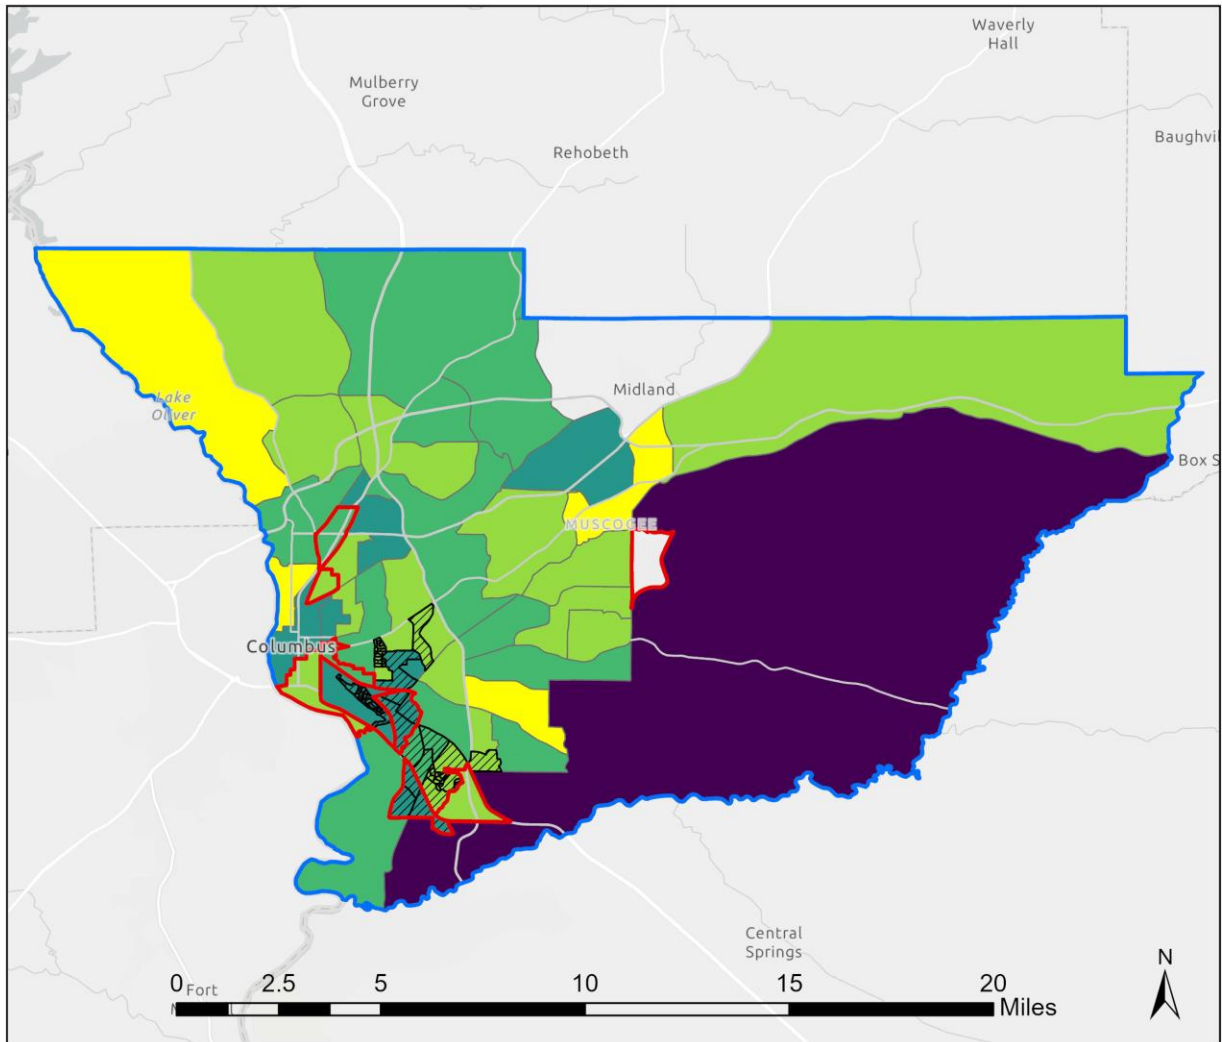 Waverly
Hall
Mulberry
Grove
Rehobeth
Baughvil
Midland
Lake
Oliver
Box S
MUSCOGEE
Columbus
Central
Springs
N
0 2.5 5 10 15 20
Fort
Miles